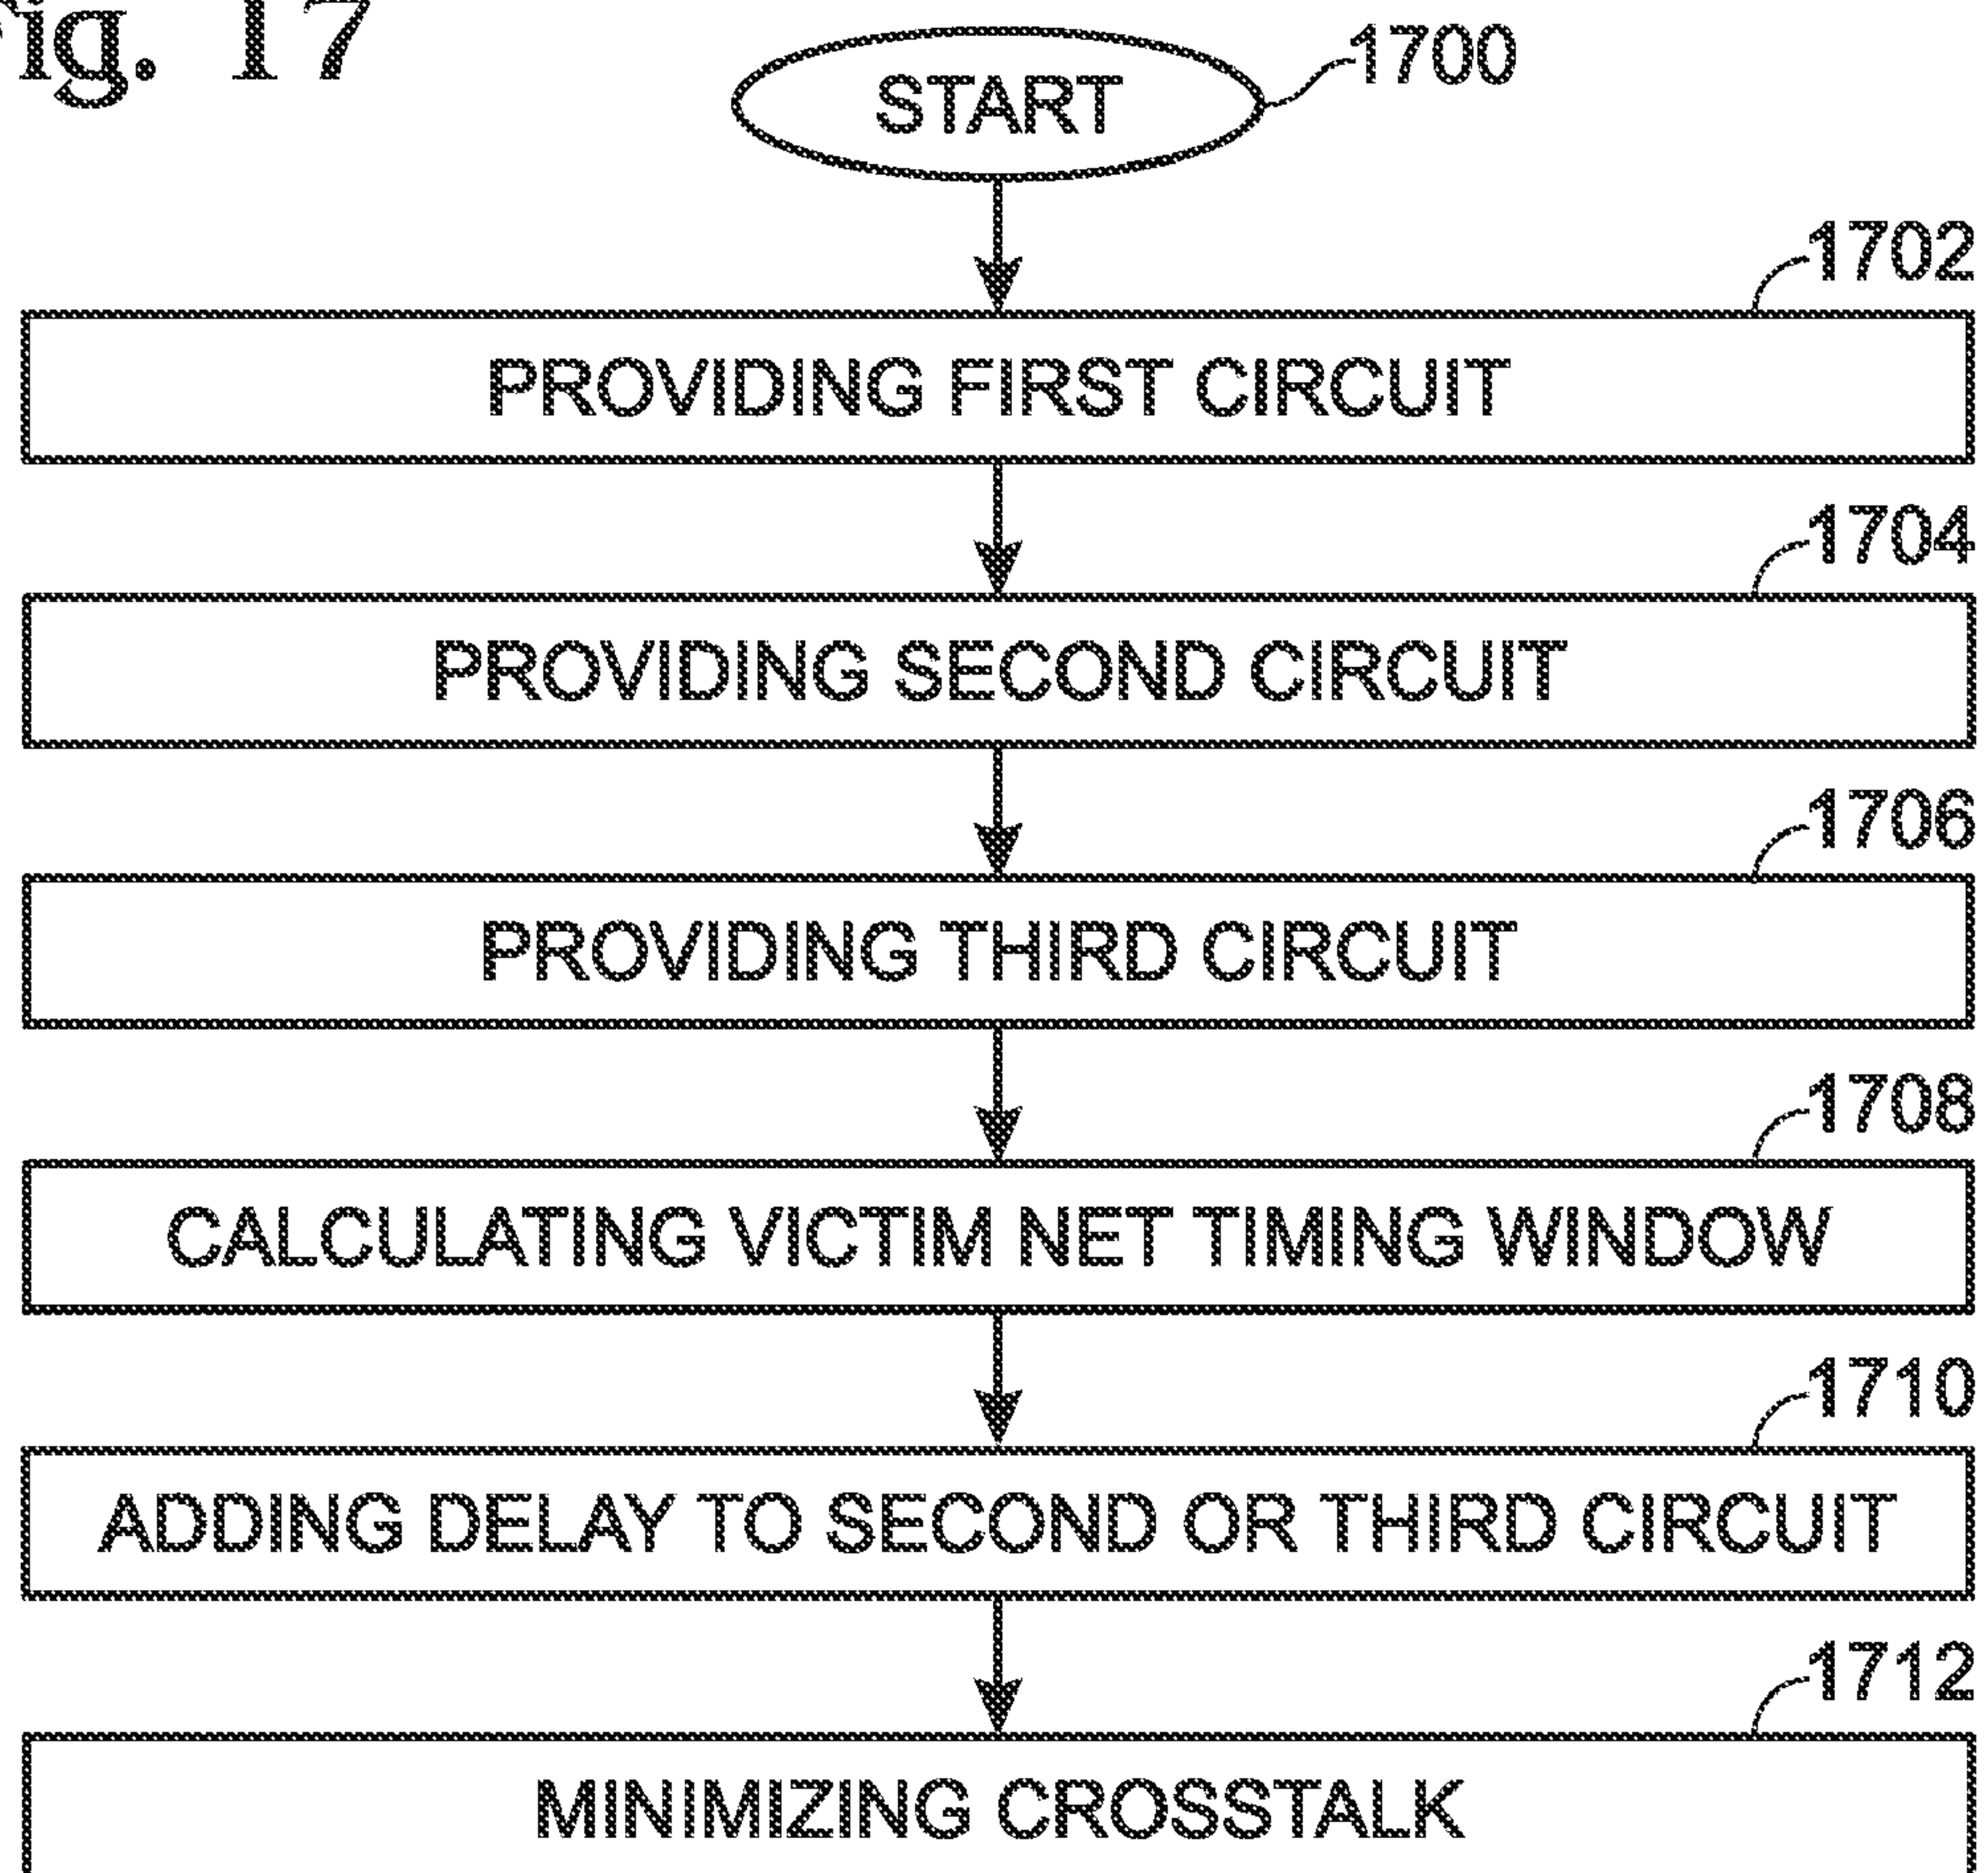 Fig. 17
START
1700
1702
PROVIDING FIRST CIRCUIT
1704
PROVIDING SECOND CIRCUIT
1706
PROVIDING THIRD CIRCUIT
1708
CALCULATING VICTIM NET TIMING WINDOW
1710
ADDING DELAY TO SECOND OR THIRD CIRCUIT
1712
MINIMIZING CROSSTALK